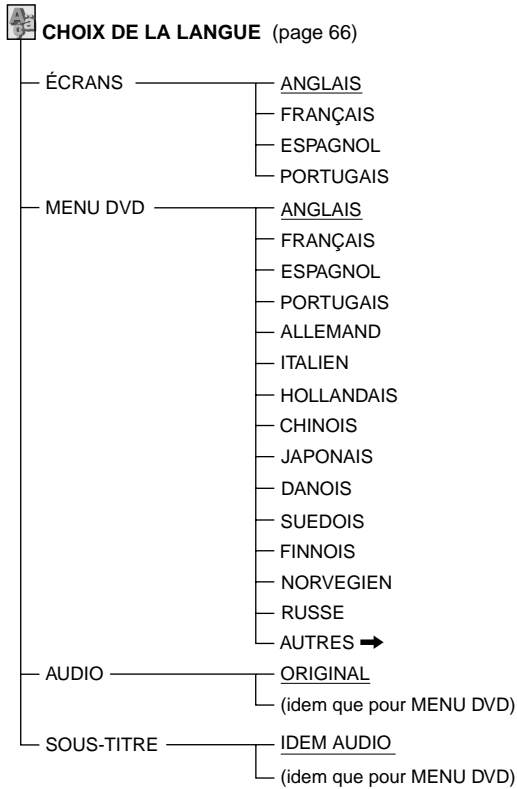 CHOIX DE LA LANGUE (page 66)
ÉCRANS
ANGLAIS
FRANÇAIS
ESPAGNOL
PORTUGAIS
MENU DVD
ANGLAIS
FRANÇAIS
ESPAGNOL
PORTUGAIS
ALLEMAND
ITALIEN
HOLLANDAIS
CHINOIS
JAPONAIS
DANOIS
SUEDOIS
FINNOIS
NORVEGIEN
RUSSE
AUTRES ➡
AUDIO
ORIGINAL
(idem que pour MENU DVD)
SOUS-TITRE
IDEM AUDIO
(idem que pour MENU DVD)